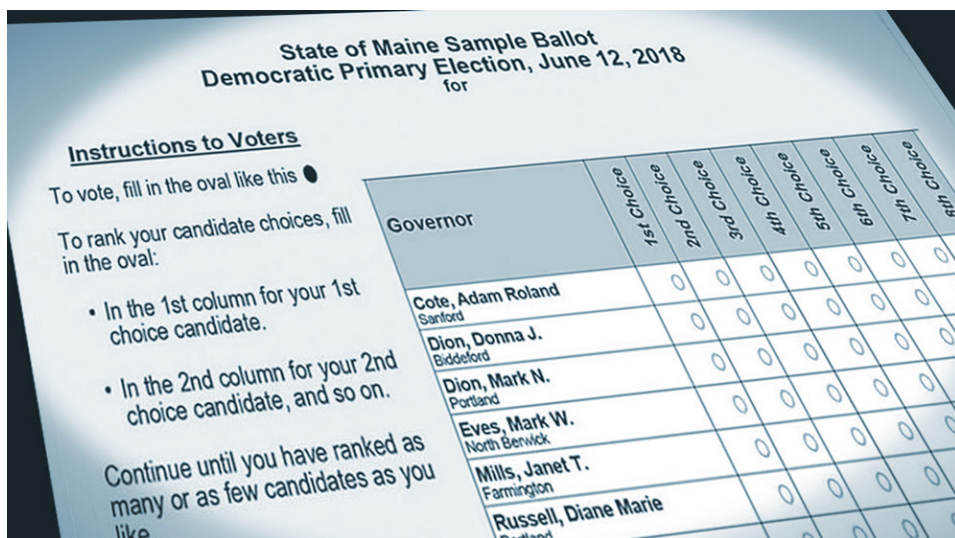 State of Maine Sample Ballot
Democratic Primary Election, June 12, 2018
for
Instructions to Voters
To vote, fill in the oval like this
To rank your candidate choices, fill
in the oval:
• In the 1st column for your 1st
choice candidate.
• In the 2nd column for your 2nd
choice candidate, and so on.
Continue until you have ranked as
many or as few candidates as you
like
Governor
1st Choice
2nd Choice
3rd Choice
4th Choice
5th Choice
6th Choice
7th Choice
8th Choice
Cote, Adam Roland
Sanford
Dion, Donna J.
Biddeford
Dion, Mark N.
Portland
Eves, Mark W.
North Berwick
Mills, Janet T.
Farmington
Russell, Diane Marie
Portland